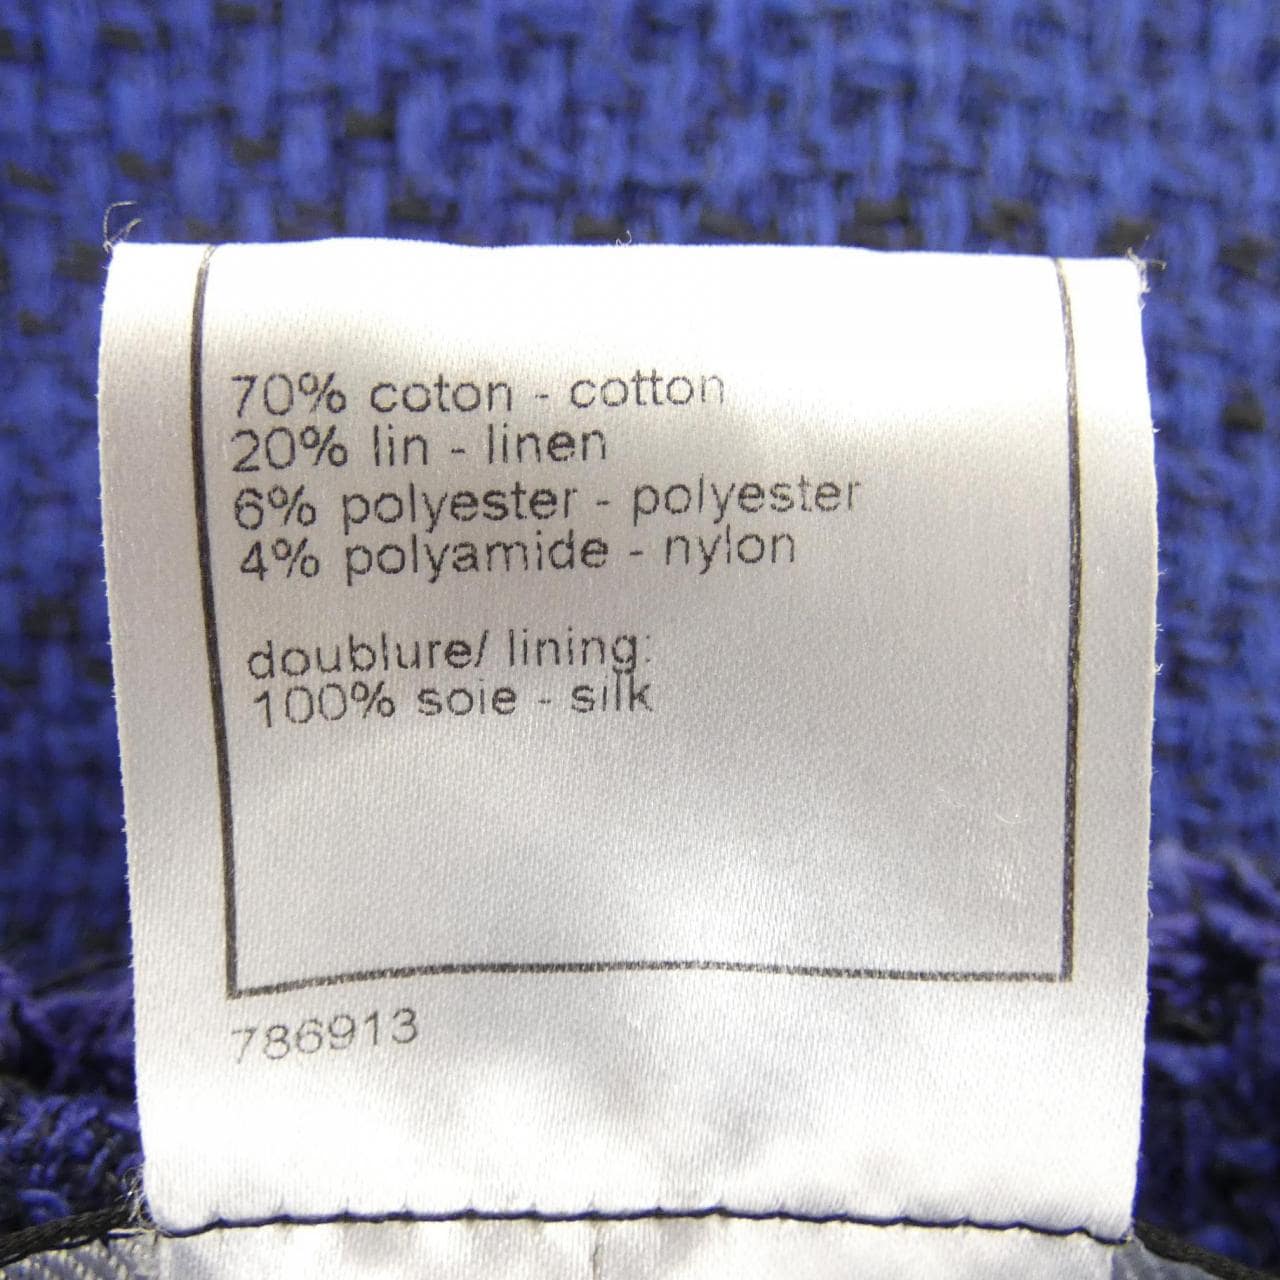 70% coton - cotton
20% lin - linen
6% polyester - polyester
4% polyamide - nylon
doublure/ lining:
100% soie - silk
786913